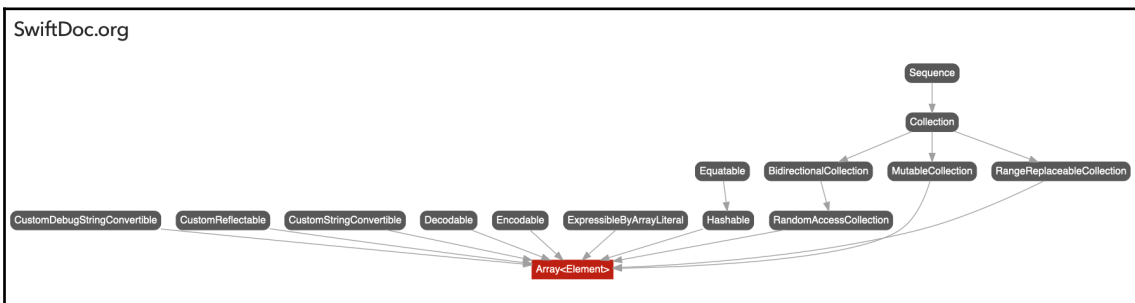 SwiftDoc.org
Sequence
Collection
Equatable BidirectionalCollection MutableCollection RangeReplaceableCollection
CustomDebugStringConvertible CustomReflectable CustomStringConvertible Decodable Encodable ExpressibleByArrayLiteral Hashable RandomAccessCollection
Array<Element>